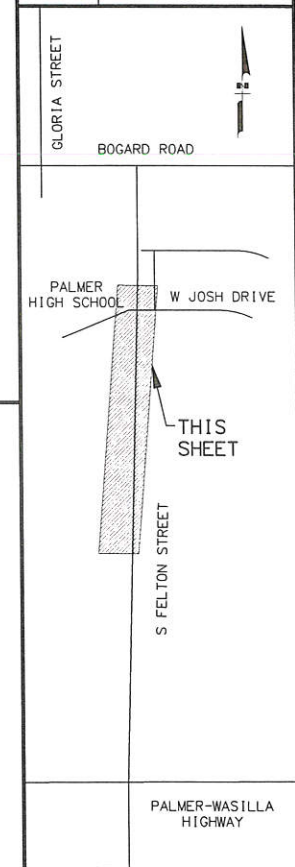 GLORIA STREET
BOGARD ROAD
PALMER
HIGH SCHOOL
W JOSH DRIVE
THIS
SHEET
S FELTON STREET
PALMER-WASILLA
HIGHWAY